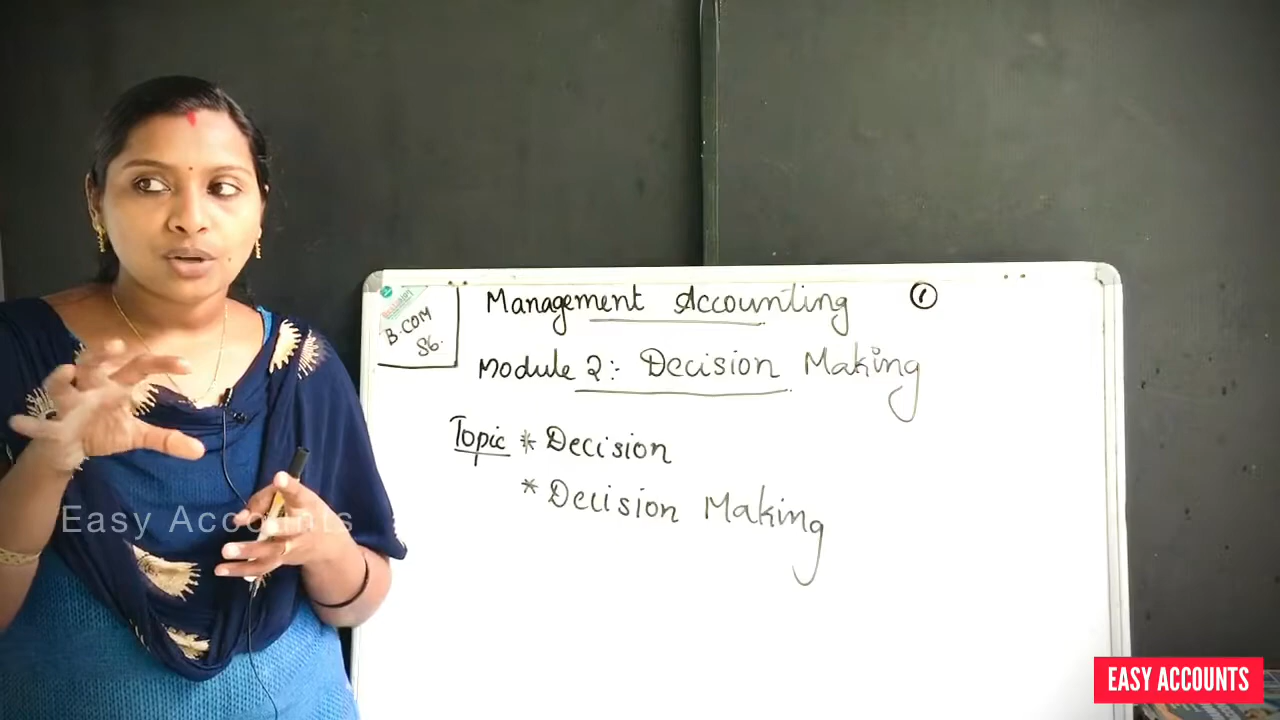 Management Accounting ①
B.COM
S6.
Module 2:- Decision Making
Topic * Decision
* Decision Making
Easy Accounts
EASY ACCOUNTS